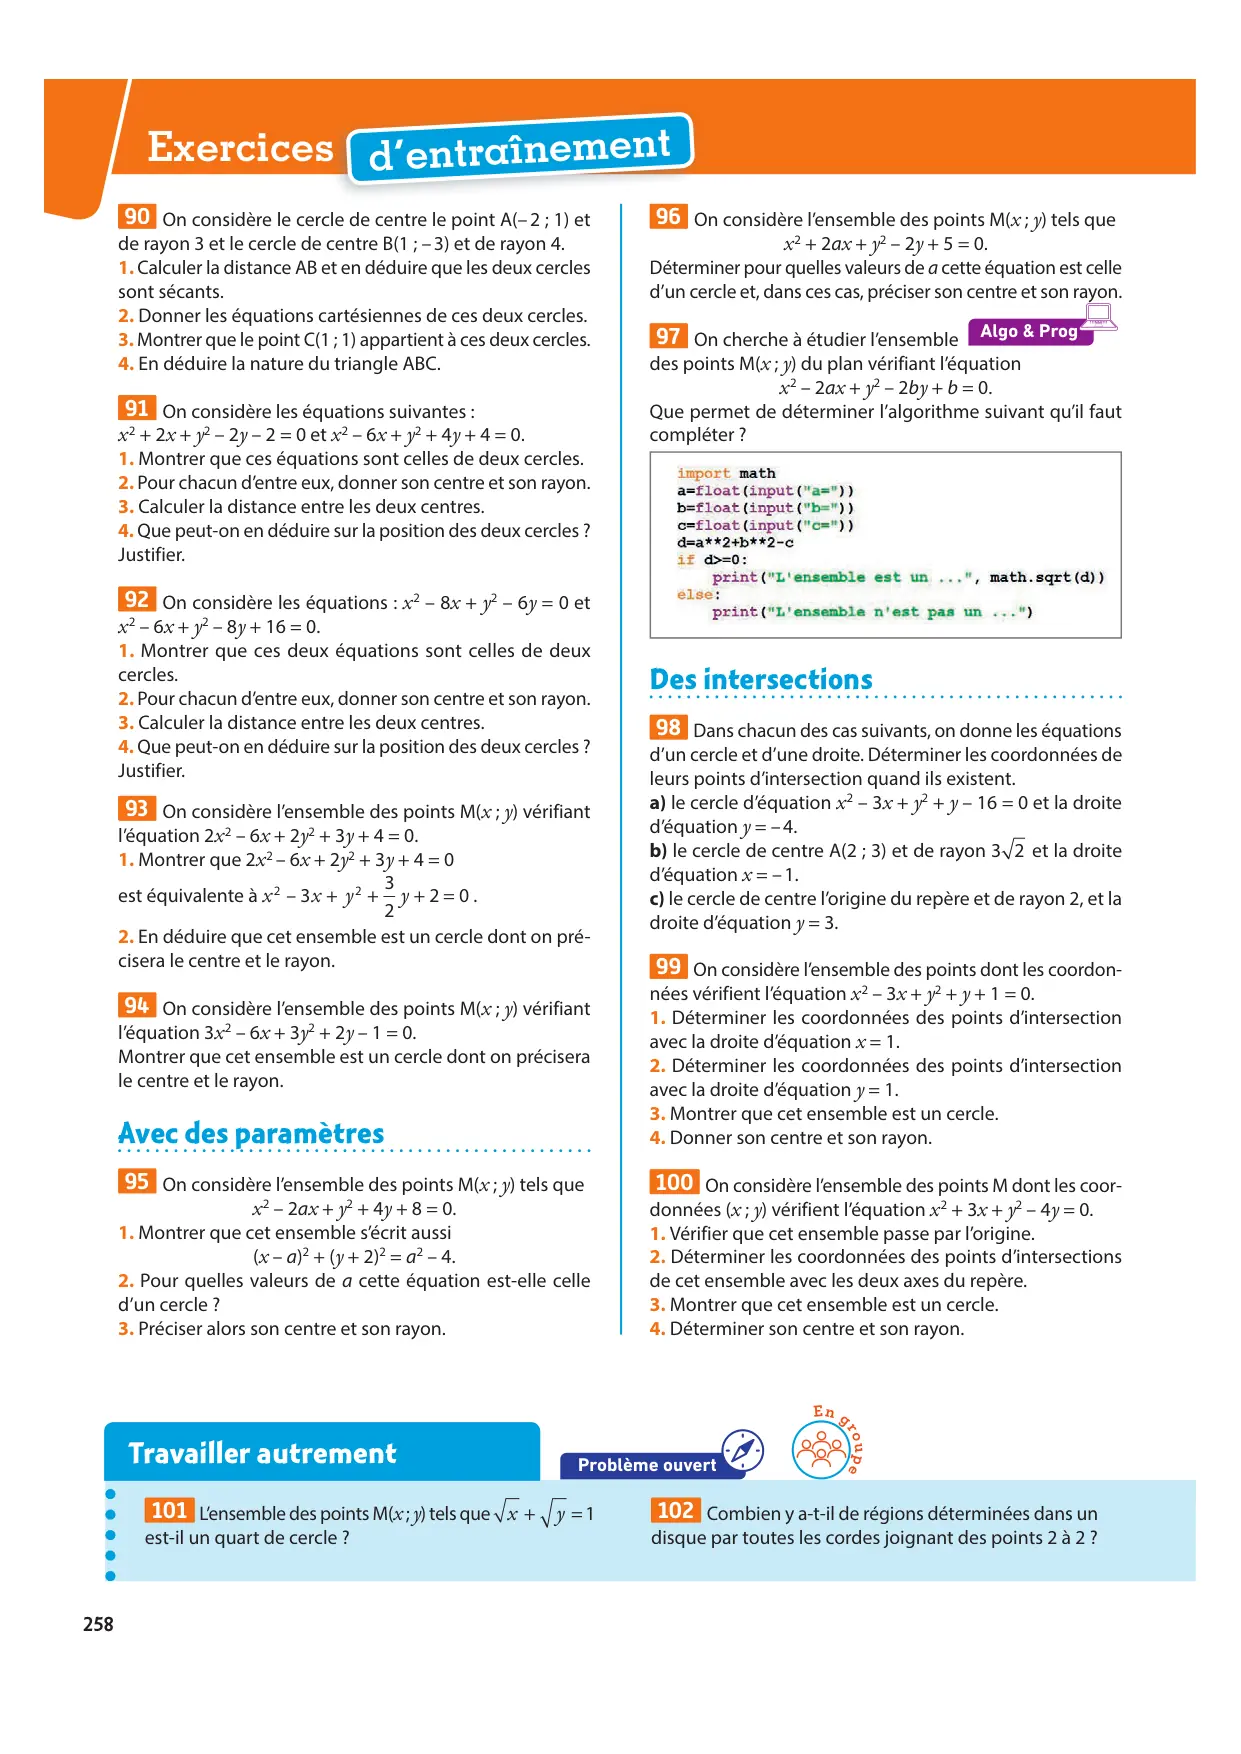 Exercices d’entraînement
90 On considère le cercle de centre le point A(– 2 ; 1) et
de rayon 3 et le cercle de centre B(1 ; – 3) et de rayon 4.
1. Calculer la distance AB et en déduire que les deux cercles
sont sécants.
2. Donner les équations cartésiennes de ces deux cercles.
3. Montrer que le point C(1 ; 1) appartient à ces deux cercles.
4. En déduire la nature du triangle ABC.
91 On considère les équations suivantes :
x² + 2x + y² – 2y – 2 = 0 et x² – 6x + y² + 4y + 4 = 0.
1. Montrer que ces équations sont celles de deux cercles.
2. Pour chacun d’entre eux, donner son centre et son rayon.
3. Calculer la distance entre les deux centres.
4. Que peut-on en déduire sur la position des deux cercles ?
Justifier.
92 On considère les équations : x² – 8x + y² – 6y = 0 et
x² – 6x + y² – 8y + 16 = 0.
1. Montrer que ces deux équations sont celles de deux
cercles.
2. Pour chacun d’entre eux, donner son centre et son rayon.
3. Calculer la distance entre les deux centres.
4. Que peut-on en déduire sur la position des deux cercles ?
Justifier.
93 On considère l’ensemble des points M(x ; y) vérifiant
l’équation 2x² – 6x + 2y² + 3y + 4 = 0.
1. Montrer que 2x² – 6x + 2y² + 3y + 4 = 0
est équivalente à x² – 3x + y² + 3/2 y + 2 = 0 .
2. En déduire que cet ensemble est un cercle dont on pré-
cisera le centre et le rayon.
94 On considère l’ensemble des points M(x ; y) vérifiant
l’équation 3x² – 6x + 3y² + 2y – 1 = 0.
Montrer que cet ensemble est un cercle dont on précisera
le centre et le rayon.
Avec des paramètres
95 On considère l’ensemble des points M(x ; y) tels que
x² – 2ax + y² + 4y + 8 = 0.
1. Montrer que cet ensemble s’écrit aussi
(x – a)² + (y + 2)² = a² – 4.
2. Pour quelles valeurs de a cette équation est-elle celle
d’un cercle ?
3. Préciser alors son centre et son rayon.
96 On considère l’ensemble des points M(x ; y) tels que
x² + 2ax + y² – 2y + 5 = 0.
Déterminer pour quelles valeurs de a cette équation est celle
d’un cercle et, dans ces cas, préciser son centre et son rayon.
97 On cherche à étudier l’ensemble Algo & Prog
des points M(x ; y) du plan vérifiant l’équation
x² – 2ax + y² – 2by + b = 0.
Que permet de déterminer l’algorithme suivant qu’il faut
compléter ?
import math
a=float(input("a="))
b=float(input("b="))
c=float(input("c="))
d=a**2+b**2-c
if d>=0:
    print("L'ensemble est un ...", math.sqrt(d))
else:
    print("L'ensemble n'est pas un ...")
Des intersections
98 Dans chacun des cas suivants, on donne les équations
d’un cercle et d’une droite. Déterminer les coordonnées de
leurs points d’intersection quand ils existent.
a) le cercle d’équation x² – 3x + y² + y – 16 = 0 et la droite
d’équation y = – 4.
b) le cercle de centre A(2 ; 3) et de rayon 3√2 et la droite
d’équation x = – 1.
c) le cercle de centre l’origine du repère et de rayon 2, et la
droite d’équation y = 3.
99 On considère l’ensemble des points dont les coordon-
nées vérifient l’équation x² – 3x + y² + y + 1 = 0.
1. Déterminer les coordonnées des points d’intersection
avec la droite d’équation x = 1.
2. Déterminer les coordonnées des points d’intersection
avec la droite d’équation y = 1.
3. Montrer que cet ensemble est un cercle.
4. Donner son centre et son rayon.
100 On considère l’ensemble des points M dont les coor-
données (x ; y) vérifient l’équation x² + 3x + y² – 4y = 0.
1. Vérifier que cet ensemble passe par l’origine.
2. Déterminer les coordonnées des points d’intersections
de cet ensemble avec les deux axes du repère.
3. Montrer que cet ensemble est un cercle.
4. Déterminer son centre et son rayon.
Travailler autrement
Problème ouvert
En groupe
101 L’ensemble des points M(x ; y) tels que √x + √y = 1
est-il un quart de cercle ?
102 Combien y a-t-il de régions déterminées dans un
disque par toutes les cordes joignant des points 2 à 2 ?
258